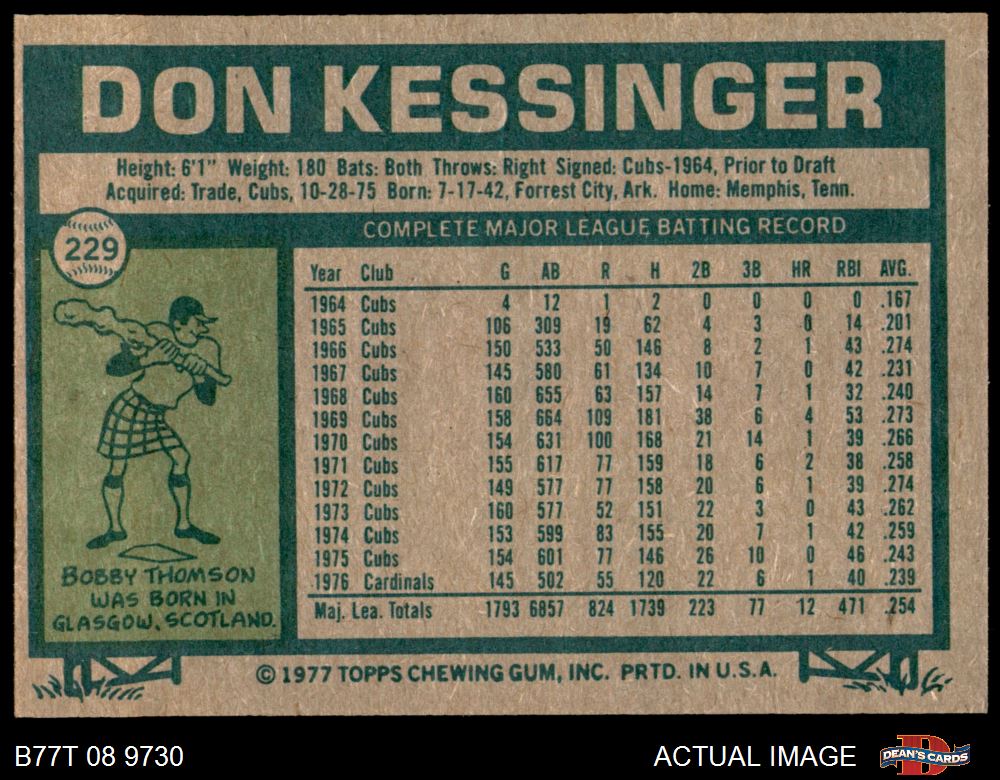 DON KESSINGER
Height: 6'1" Weight: 180 Bats: Both Throws: Right Signed: Cubs-1964, Prior to Draft
Acquired: Trade, Cubs, 10-28-75 Born: 7-17-42, Forrest City, Ark. Home: Memphis, Tenn.
229
COMPLETE MAJOR LEAGUE BATTING RECORD
Year Club G AB R H 2B 3B HR RBI AVG.
1964 Cubs 4 12 1 2 0 0 0 0 .167
1965 Cubs 106 309 19 62 4 3 0 14 .201
1966 Cubs 150 533 50 146 8 2 1 43 .274
1967 Cubs 145 580 61 134 10 7 0 42 .231
1968 Cubs 160 655 63 157 14 7 1 32 .240
1969 Cubs 158 664 109 181 38 6 4 53 .273
1970 Cubs 154 631 100 168 21 14 1 39 .266
1971 Cubs 155 617 77 159 18 6 2 38 .258
1972 Cubs 149 577 77 158 20 6 1 39 .274
1973 Cubs 160 577 52 151 22 3 0 43 .262
1974 Cubs 153 599 83 155 20 7 1 42 .259
1975 Cubs 154 601 77 146 26 10 0 46 .243
1976 Cardinals 145 502 55 120 22 6 1 40 .239
Maj. Lea. Totals 1793 6857 824 1739 223 77 12 471 .254
BOBBY THOMSON
WAS BORN IN
GLASGOW, SCOTLAND.
© 1977 TOPPS CHEWING GUM, INC. PRTD. IN U.S.A.
B77T 08 9730
ACTUAL IMAGE
DEAN'S CARDS